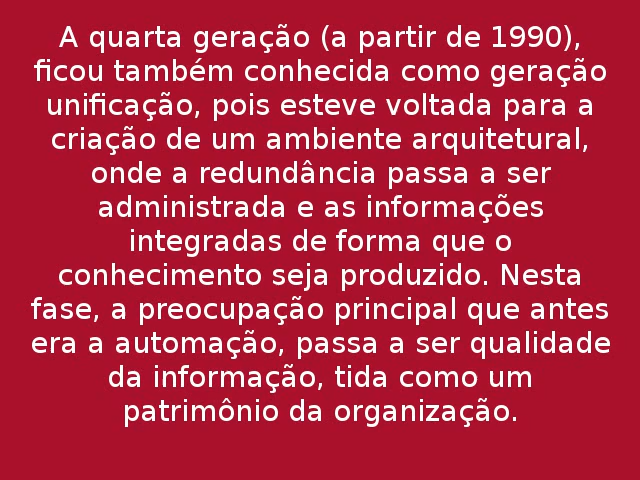 A quarta geração (a partir de 1990),
ficou também conhecida como geração
unificação, pois esteve voltada para a
criação de um ambiente arquitetural,
onde a redundância passa a ser
administrada e as informações
integradas de forma que o
conhecimento seja produzido. Nesta
fase, a preocupação principal que antes
era a automação, passa a ser qualidade
da informação, tida como um
patrimônio da organização.